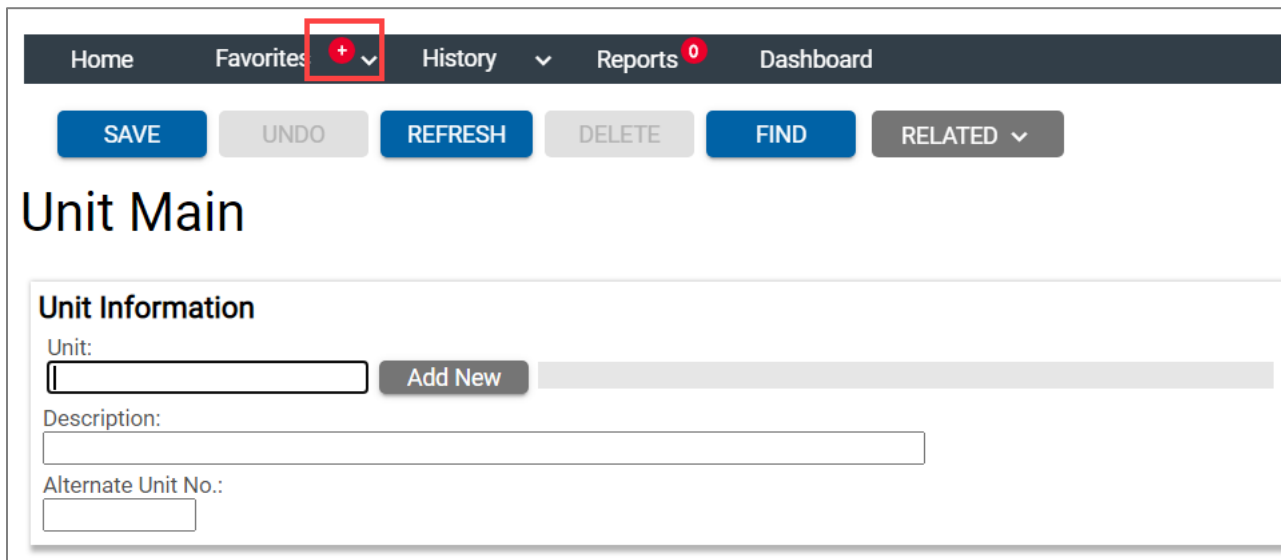 Home Favorites + History Reports 0 Dashboard
SAVE UNDO REFRESH DELETE FIND RELATED
Unit Main
Unit Information
Unit:
Add New
Description:
Alternate Unit No.: